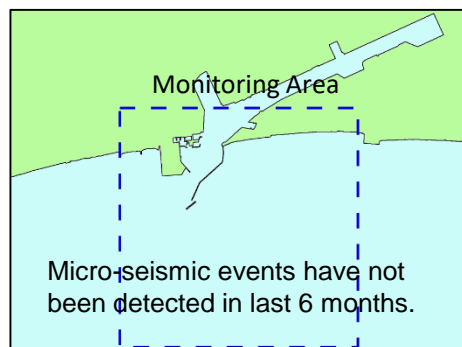 Monitoring Area
Micro-seismic events have not
been detected in last 6 months.